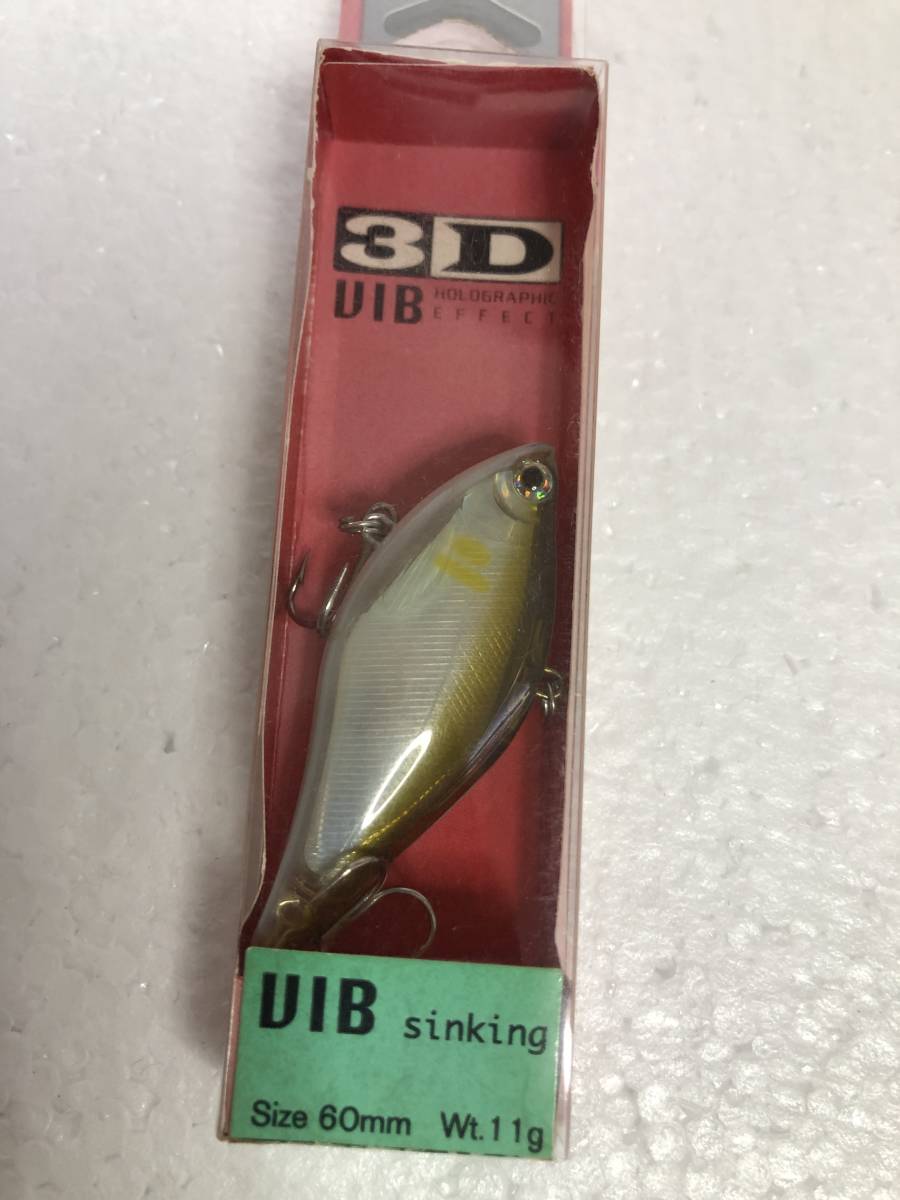 3D
VIB HOLOGRAPHIC
EFFECT
VIB sinking
Size 60mm Wt.11g